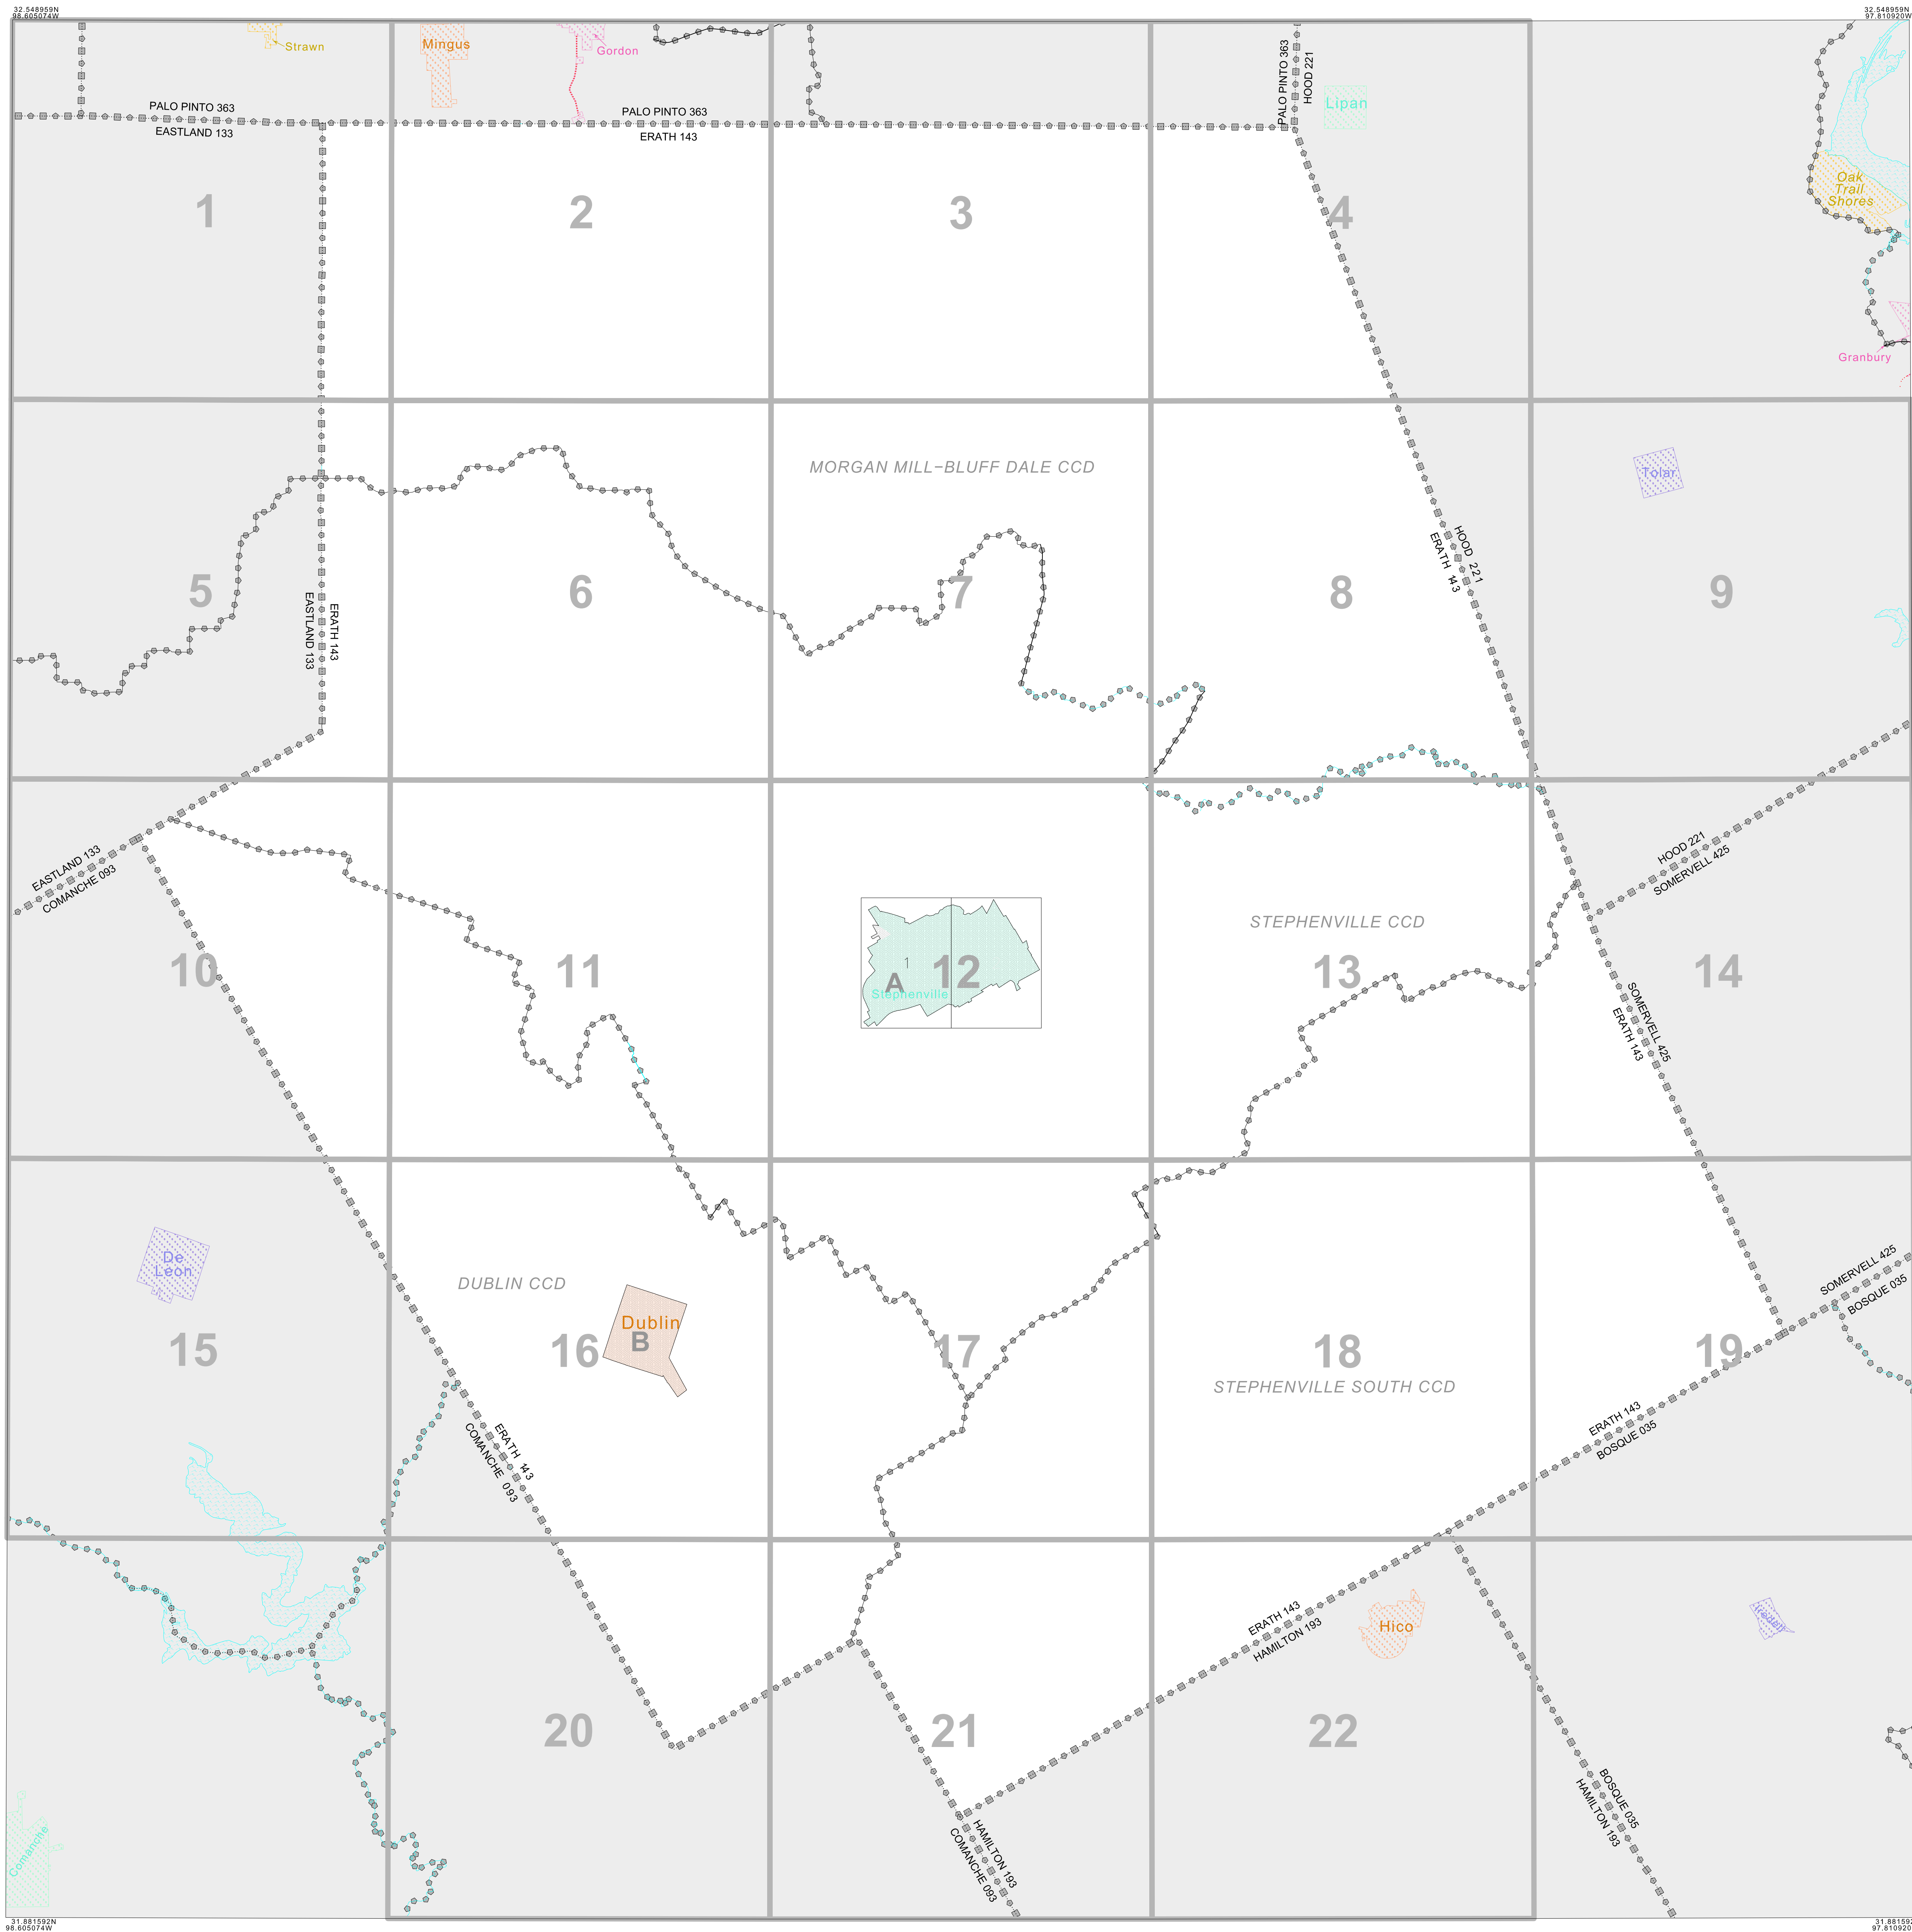 32.548959N
98.605074W
32.548959N
97.810920W
Strawn
Mingus
Gordon
PALO PINTO 363
HOOD 221
Lipan
PALO PINTO 363
EASTLAND 133
PALO PINTO 363
ERATH 143
Oak
Trail
Shores
1
2
3
4
Granbury
MORGAN MILL-BLUFF DALE CCD
Tolar
HOOD 221
ERATH 143
5
6
7
8
9
ERATH 143
EASTLAND 133
EASTLAND 133
COMANCHE 093
HOOD 221
SOMERVELL 425
STEPHENVILLE CCD
1
A
Stephenville
10
11
12
13
14
SOMERVELL 425
ERATH 143
De
Leon
DUBLIN CCD
Dublin
B
SOMERVELL 425
BOSQUE 035
15
16
17
18
19
STEPHENVILLE SOUTH CCD
ERATH 143
COMANCHE 093
ERATH 143
BOSQUE 035
ERATH 143
HAMILTON 193
Hico
Iredell
20
21
22
BOSQUE 035
HAMILTON 193
HAMILTON 193
COMANCHE 093
Comanche
31.881592N
98.605074W
31.881592
97.810920